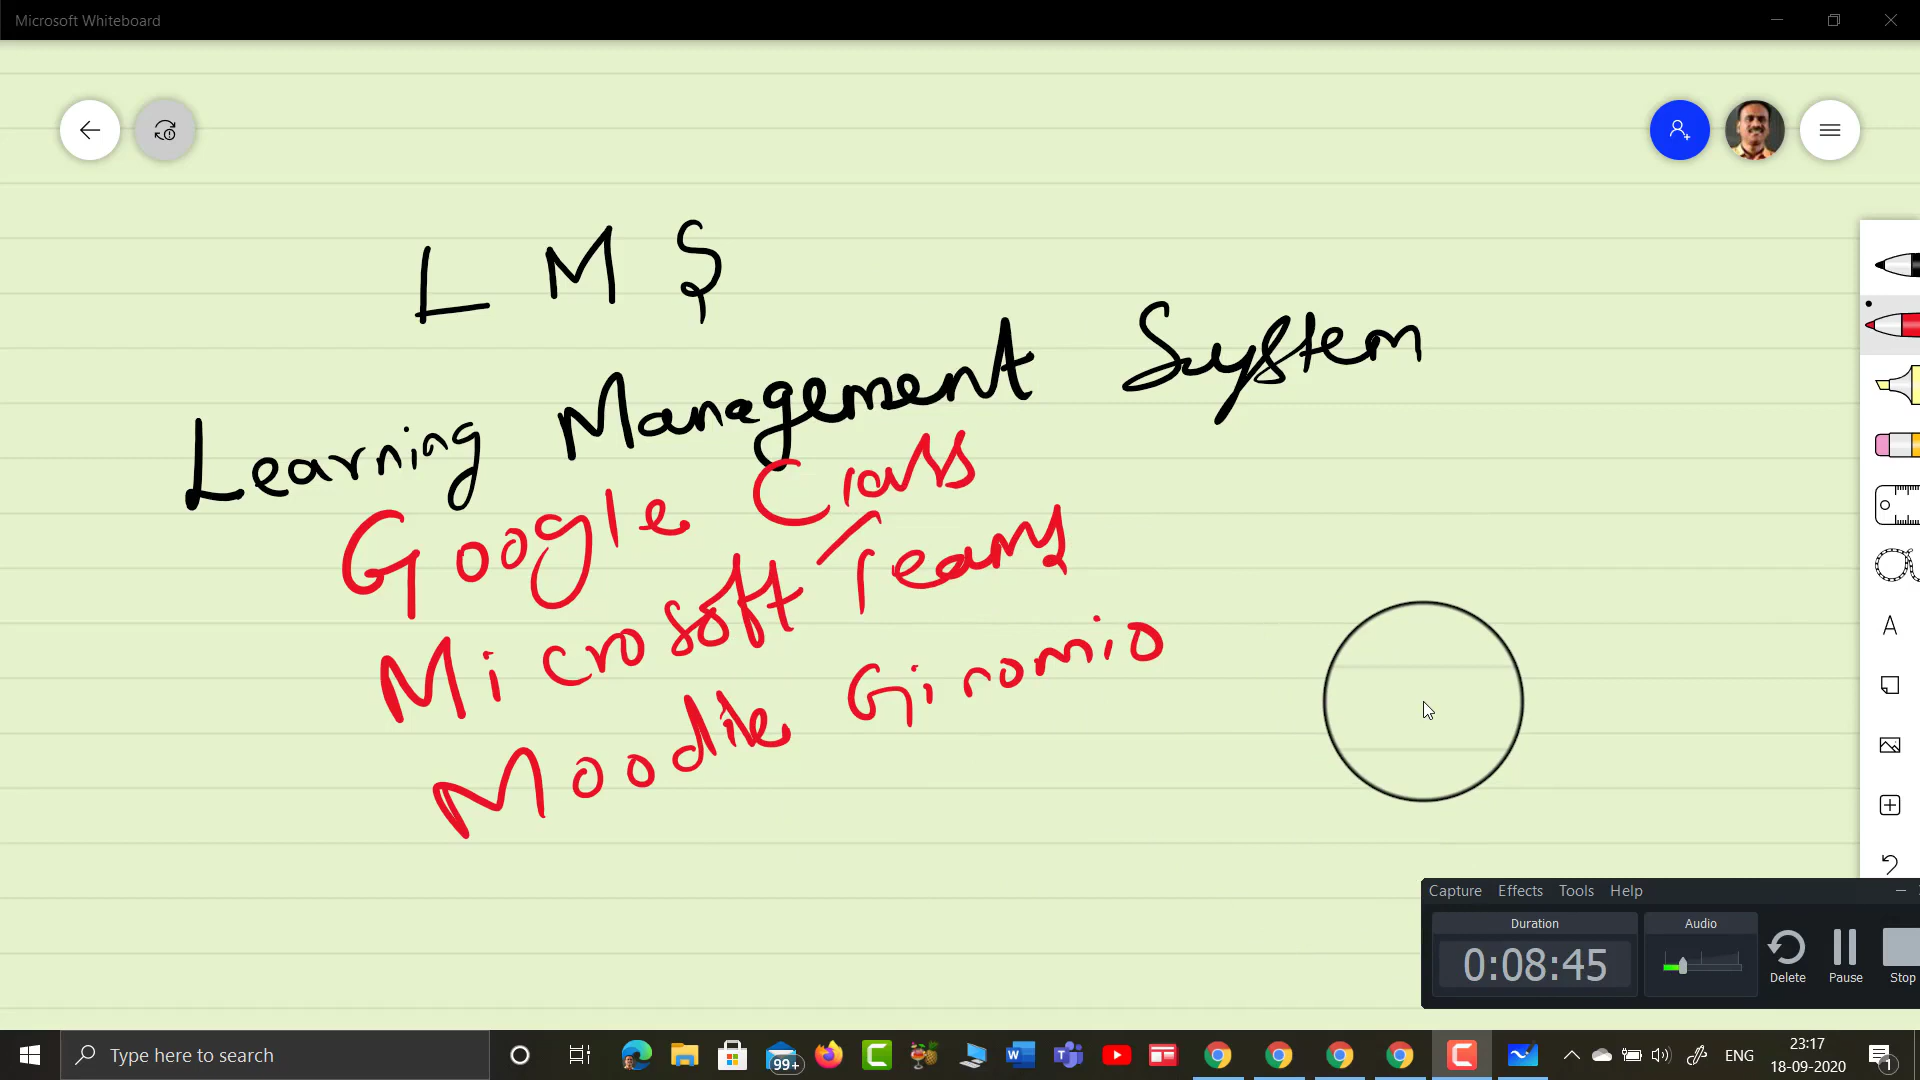 Microsoft Whiteboard
L M S
Learning Management System
Google Class
Microsoft Teams
Moodle Ginomio
A
Capture Effects Tools Help
Duration Audio
0:08:45
Delete Pause Stop
Type here to search
99+
ENG
23:17
18-09-2020
1